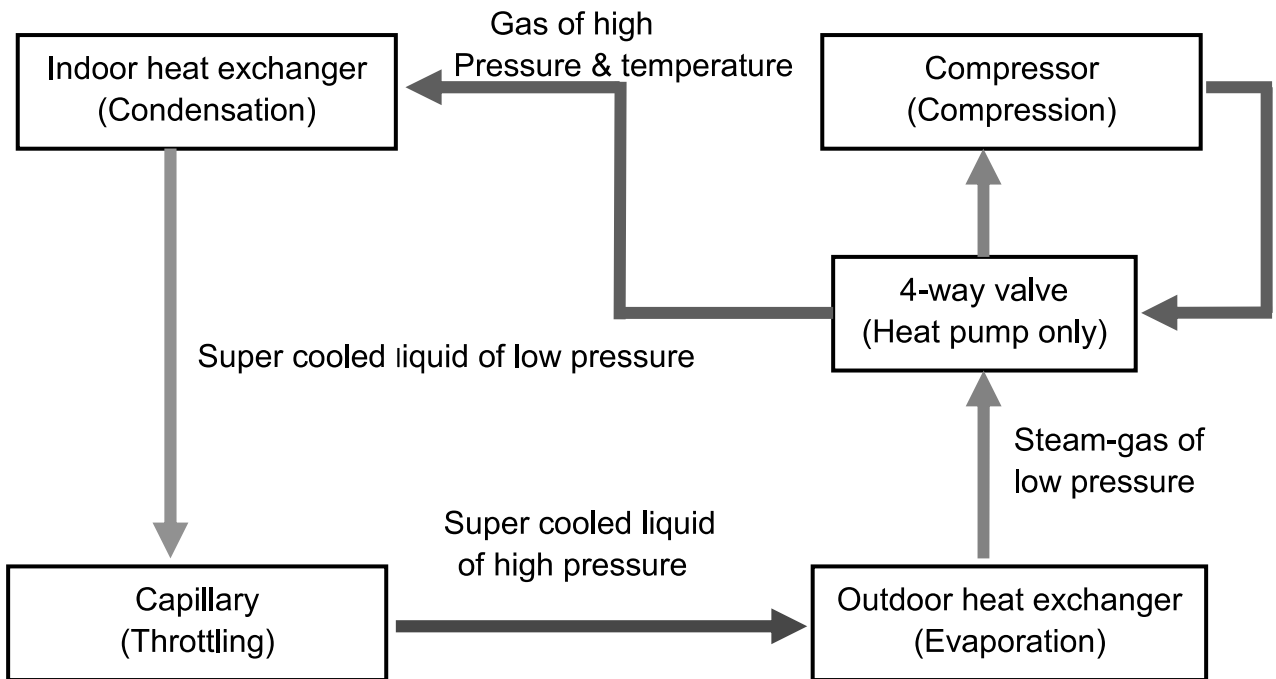 Gas of high
Pressure & temperature
Indoor heat exchanger
(Condensation)
Compressor
(Compression)
4-way valve
(Heat pump only)
Super cooled liquid of low pressure
Steam-gas of
low pressure
Super cooled liquid
of high pressure
Capillary
(Throttling)
Outdoor heat exchanger
(Evaporation)